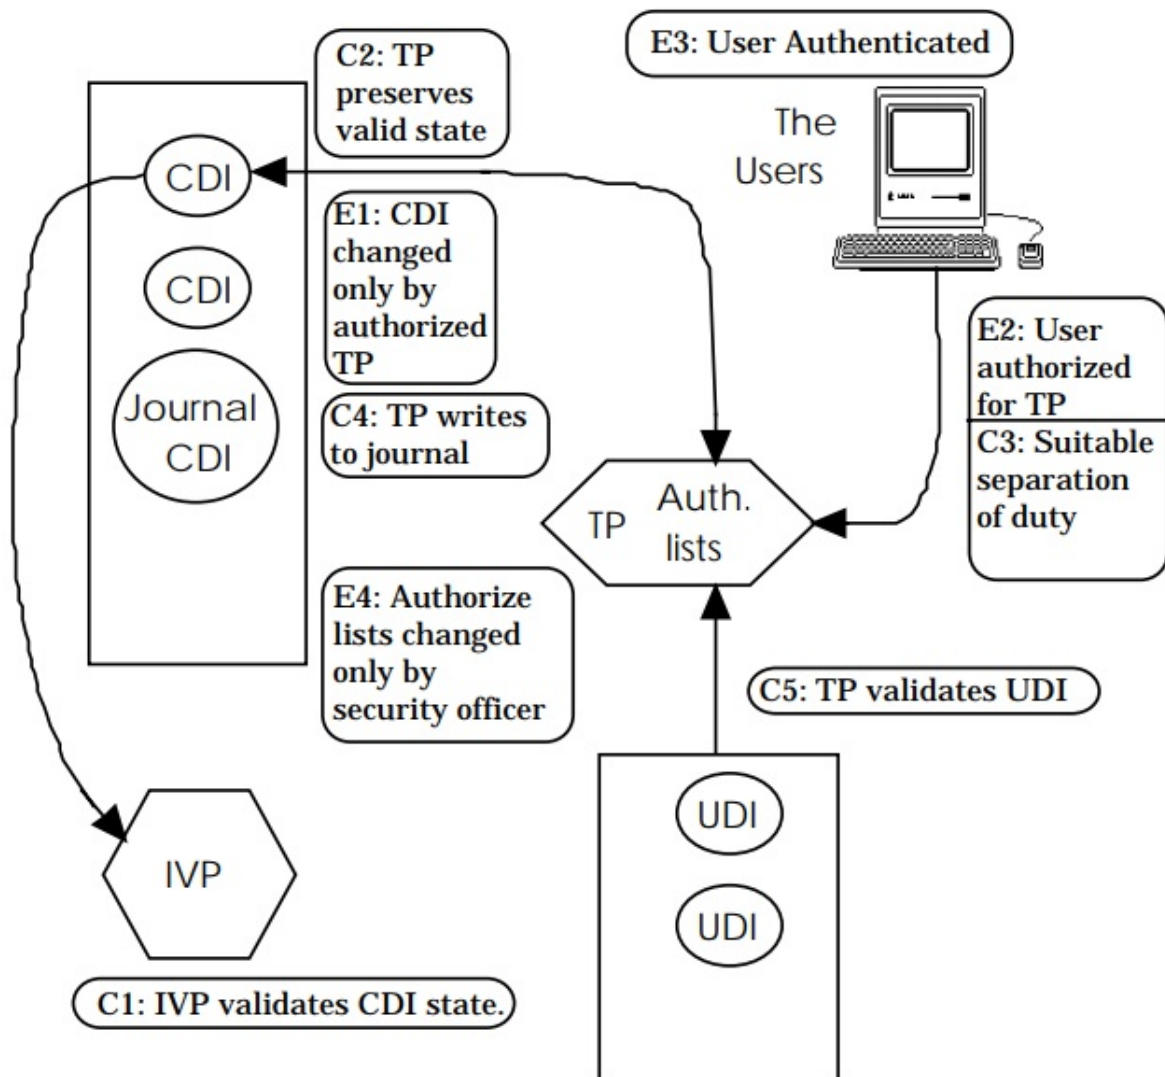 E3: User Authenticated
C2: TP
preserves
valid state
The
Users
CDI
E1: CDI
changed
only by
authorized
TP
CDI
E2: User
authorized
for TP
C3: Suitable
separation
of duty
Journal
CDI
C4: TP writes
to journal
TP
Auth.
lists
E4: Authorize
lists changed
only by
security officer
C5: TP validates UDI
UDI
IVP
UDI
C1: IVP validates CDI state.